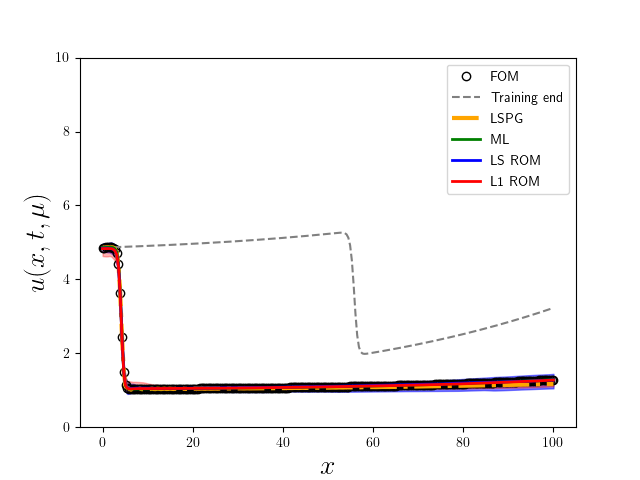 10
8
6
4
2
0
u(x, t, μ)
0 20 40 60 80 100
x
FOM
Training end
LSPG
ML
LS ROM
L1 ROM